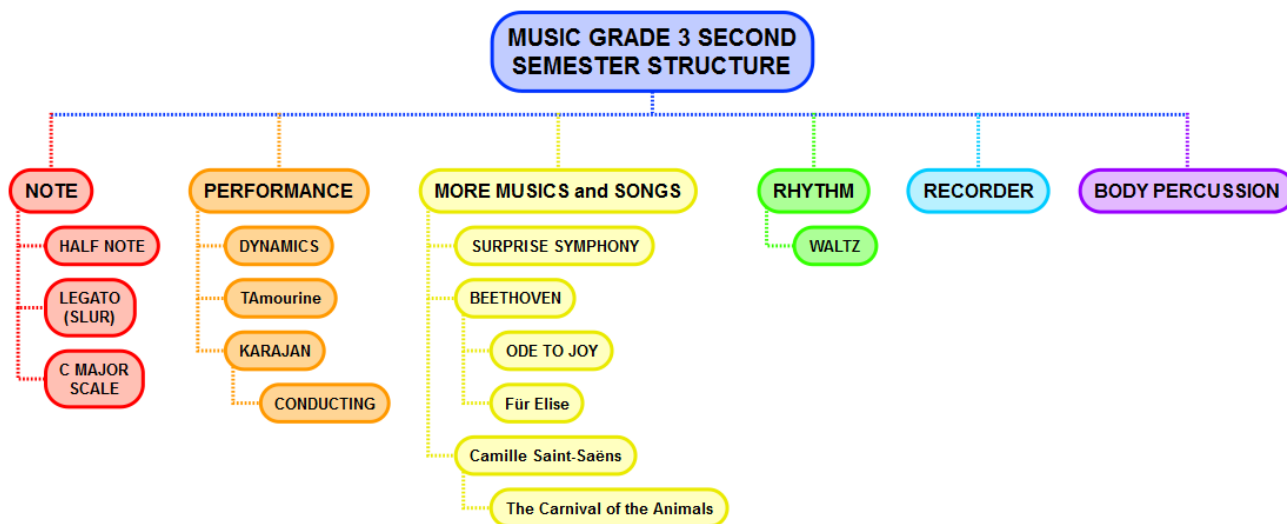 MUSIC GRADE 3 SECOND
SEMESTER STRUCTURE
NOTE
HALF NOTE
LEGATO
(SLUR)
C MAJOR
SCALE
PERFORMANCE
DYNAMICS
TAmourine
KARAJAN
CONDUCTING
MORE MUSICS and SONGS
SURPRISE SYMPHONY
BEETHOVEN
ODE TO JOY
Für Elise
Camille Saint-Saëns
The Carnival of the Animals
RHYTHM
WALTZ
RECORDER
BODY PERCUSSION